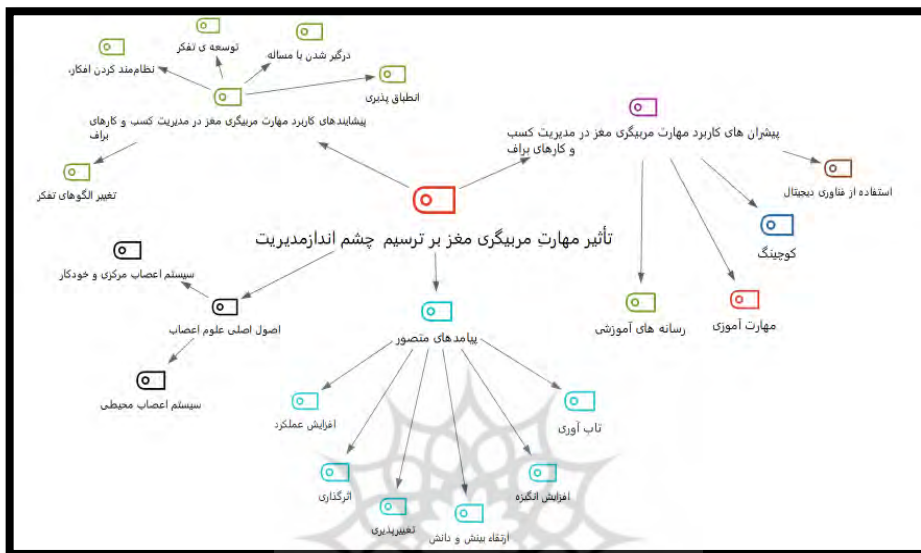 توسعه ی تفکر
درگیر شدن با مساله
نظام‌مند کردن افکار،
انطباق پذیری
پیشایندهای کاربرد مهارت مربیگری مغز در مدیریت کسب و کارهای
براف
تغییر الگوهای تفکر
پیشران های کاربرد مهارت مربیگری مغز در مدیریت کسب
و کارهای براف
استفاده از فناوری دیجیتال
کوچینگ
مهارت آموزی
رسانه های آموزشی
تأثیر مهارتِ مربیگری مغز بر ترسیم چشم اندازمدیریت
سیستم اعصاب مرکزی و خودکار
اصول اصلی علوم اعصاب
سیستم اعصاب محیطی
پیامدهای متصور
افزایش عملکرد
تاب آوری
اثرگذاری
افزایش انگیزه
تغییرپذیری
ارتقاء بینش و دانش